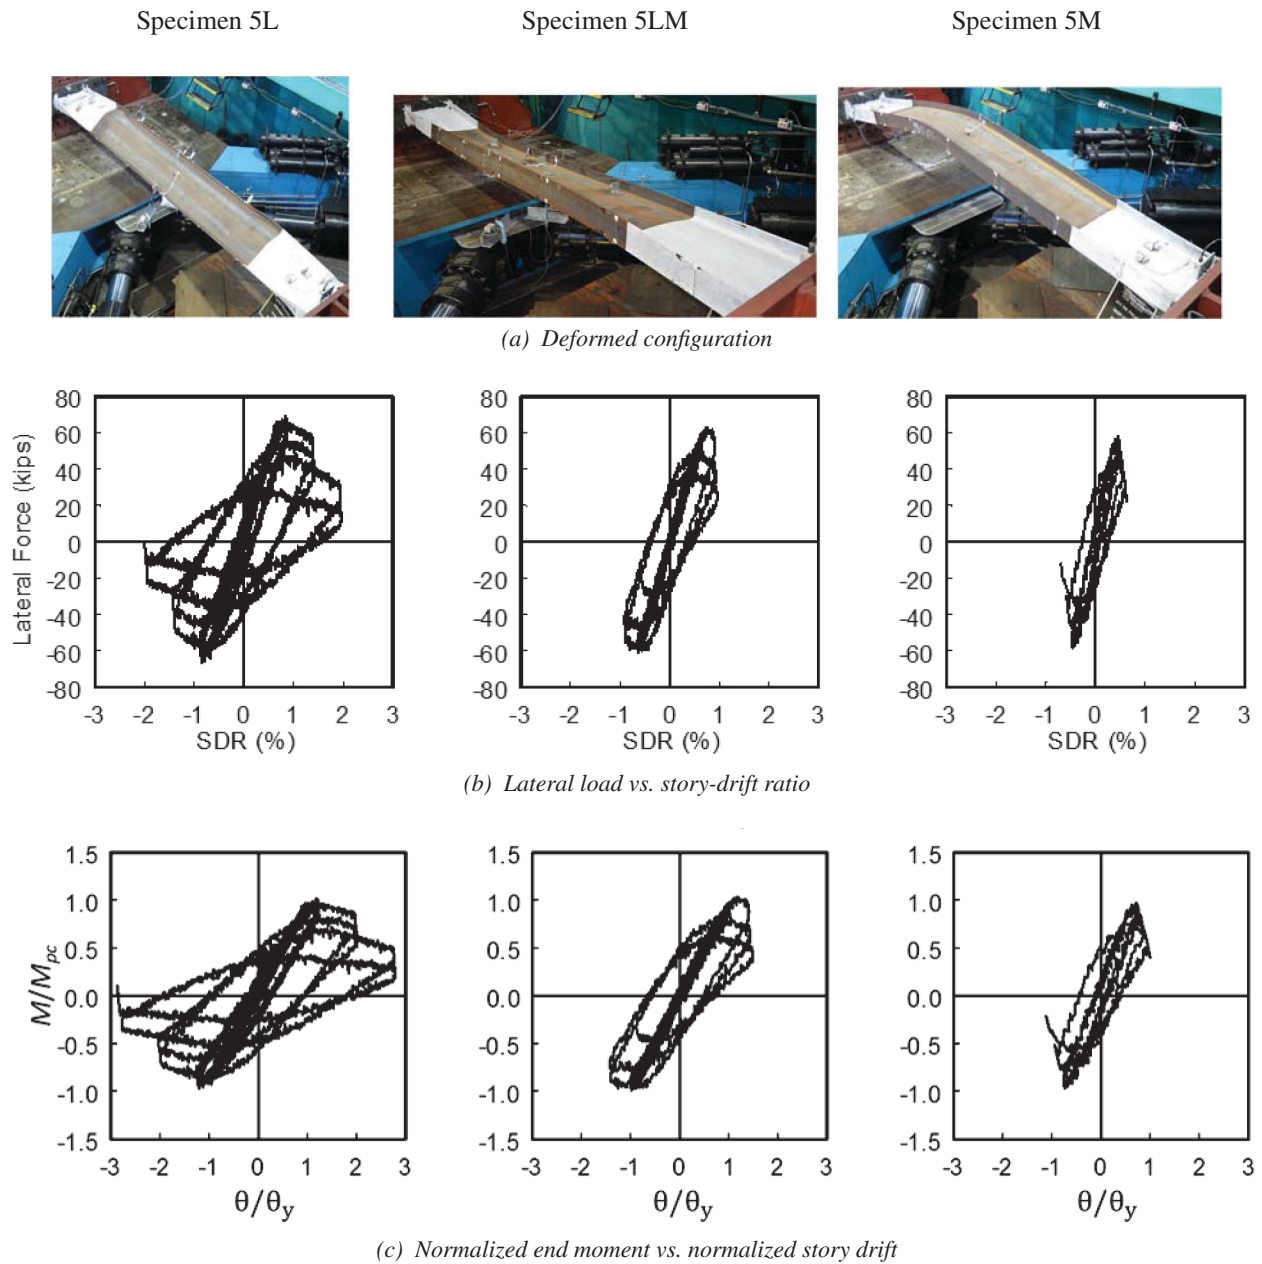 Specimen 5L Specimen 5LM Specimen 5M
(a) Deformed configuration
80 80 80
60 60 60
40 40 40
20 20 20
0 0 0
-20 -20 -20
-40 -40 -40
-60 -60 -60
-80 -80 -80
Lateral Force (kips)
-3 -2 -1 0 1 2 3 -3 -2 -1 0 1 2 3 -3 -2 -1 0 1 2 3
SDR (%) SDR (%) SDR (%)
(b) Lateral load vs. story-drift ratio
1.5 1.5 1.5
1.0 1.0 1.0
0.5 0.5 0.5
0.0 0.0 0.0
-0.5 -0.5 -0.5
-1.0 -1.0 -1.0
-1.5 -1.5 -1.5
M/Mpc
-3 -2 -1 0 1 2 3 -3 -2 -1 0 1 2 3 -3 -2 -1 0 1 2 3
θ/θy θ/θy θ/θy
(c) Normalized end moment vs. normalized story drift